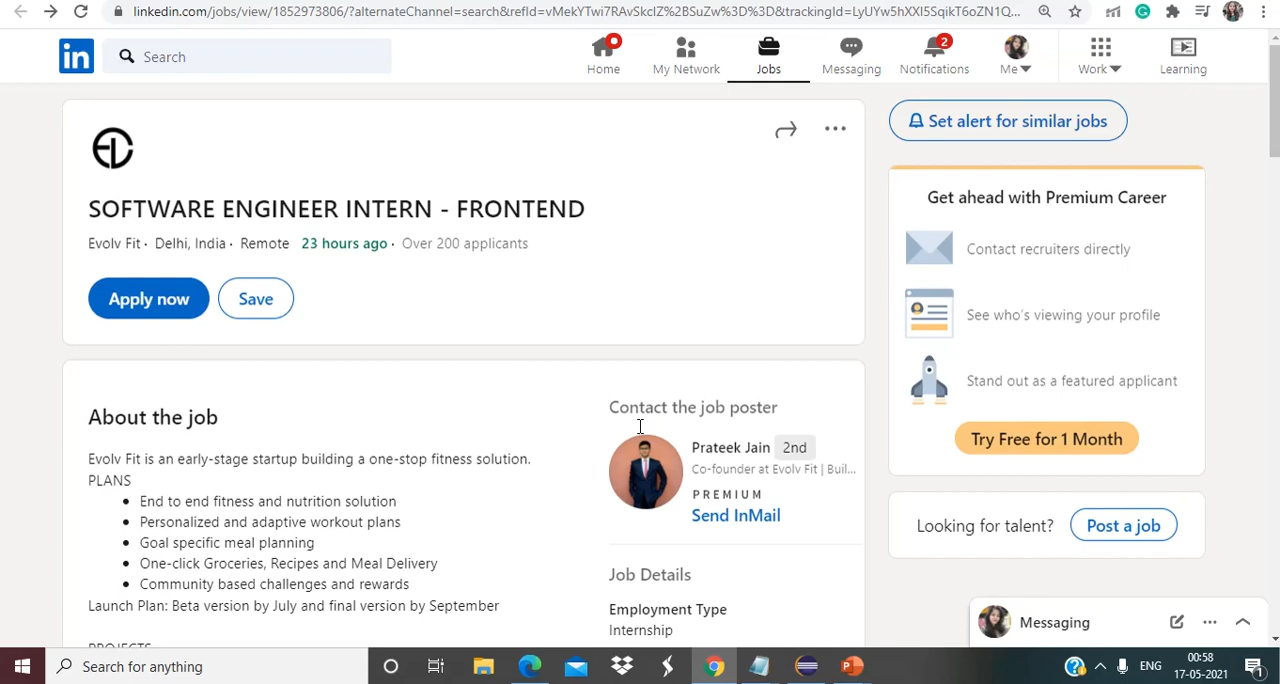 linkedin.com/jobs/view/1852973806/?alternateChannel=search&refId=vMekYTwi7RAvSkclZ%2BSuZw%3D%3D&trackingId=LyUYw5hXXI5SqikT6oZN1Q...
Search
Home
My Network
Jobs
Messaging
2
Notifications
Me
Work
Learning
SOFTWARE ENGINEER INTERN - FRONTEND
Evolv Fit · Delhi, India · Remote 23 hours ago · Over 200 applicants
Apply now
Save
About the job
Evolv Fit is an early-stage startup building a one-stop fitness solution.
PLANS
• End to end fitness and nutrition solution
• Personalized and adaptive workout plans
• Goal specific meal planning
• One-click Groceries, Recipes and Meal Delivery
• Community based challenges and rewards
Launch Plan: Beta version by July and final version by September
PROJECTS
Contact the job poster
Prateek Jain 2nd
Co-founder at Evolv Fit | Buil...
PREMIUM
Send InMail
Job Details
Employment Type
Internship
Set alert for similar jobs
Get ahead with Premium Career
Contact recruiters directly
See who's viewing your profile
Stand out as a featured applicant
Try Free for 1 Month
Looking for talent?
Post a job
Messaging
Search for anything
ENG
00:58
17-05-2021
1